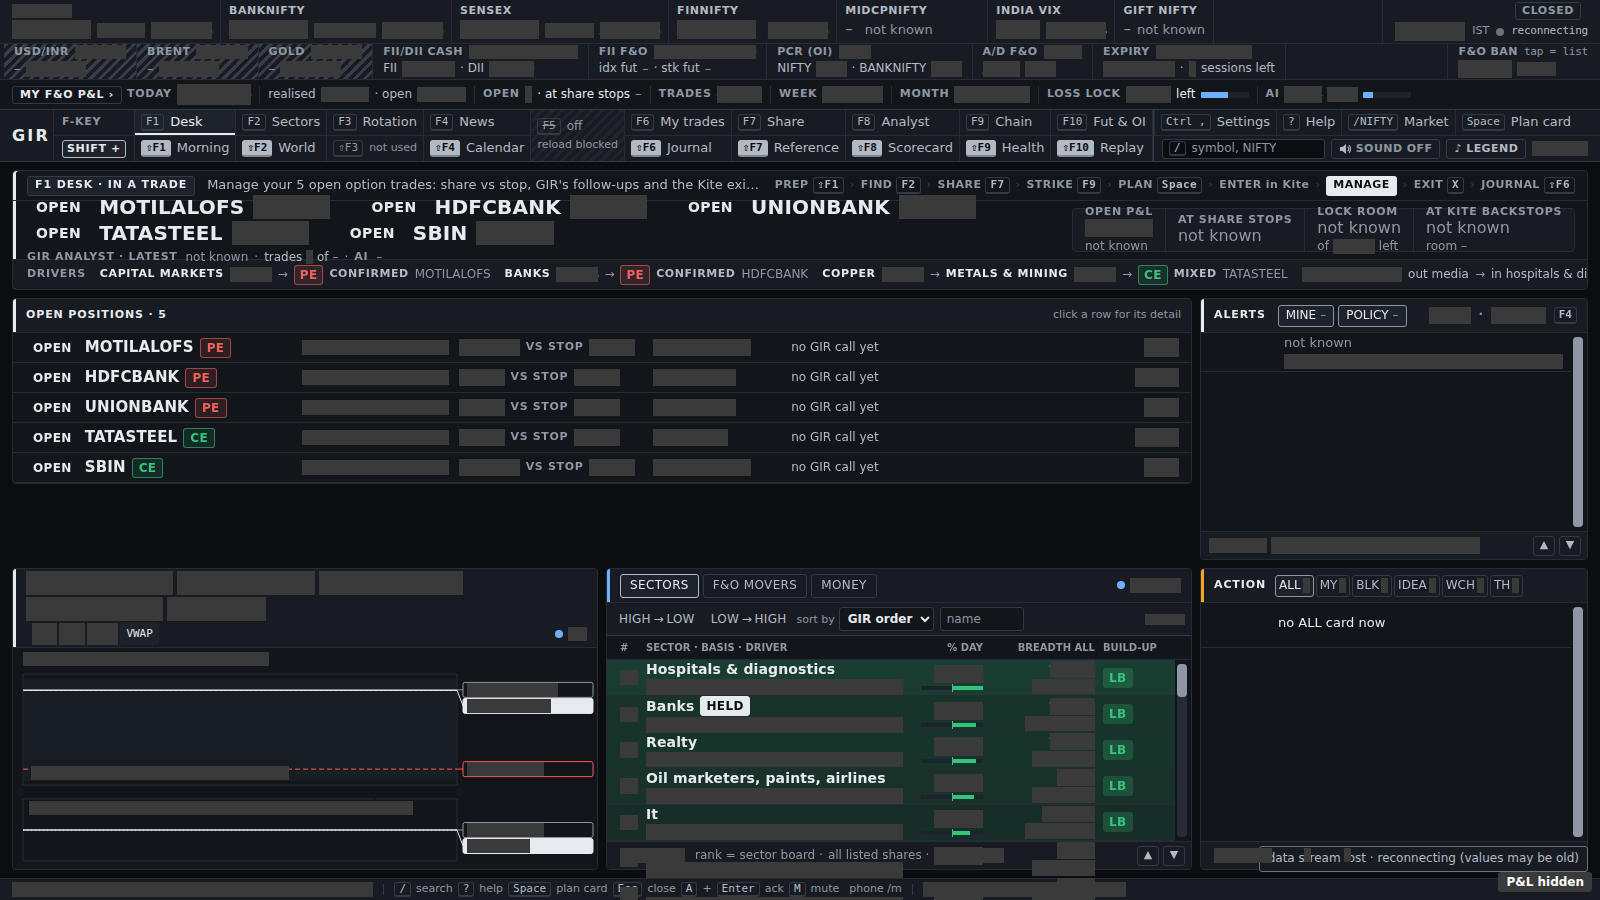 BANKNIFTY SENSEX FINNIFTY MIDCPNIFTY INDIA VIX GIFT NIFTY CLOSED
– not known – not known IST reconnecting
USD/INR BRENT GOLD FII/DII CASH FII F&O PCR (OI) A/D F&O EXPIRY F&O BAN tap = list
– – – FII · DII idx fut – · stk fut – NIFTY · BANKNIFTY · sessions left
MY F&O P&L › TODAY realised · open OPEN · at share stops – TRADES WEEK MONTH LOSS LOCK left AI
GIR
F-KEY F1 Desk F2 Sectors F3 Rotation F4 News F5 off F6 My trades F7 Share F8 Analyst F9 Chain F10 Fut & OI Ctrl , Settings ? Help /NIFTY Market Space Plan card
SHIFT + ⇧F1 Morning ⇧F2 World ⇧F3 not used ⇧F4 Calendar reload blocked ⇧F6 Journal ⇧F7 Reference ⇧F8 Scorecard ⇧F9 Health ⇧F10 Replay / symbol, NIFTY SOUND OFF ♪ LEGEND
F1 DESK · IN A TRADE Manage your 5 open option trades: share vs stop, GIR's follow-ups and the Kite exi… PREP ⇧F1 › FIND F2 › SHARE F7 › STRIKE F9 › PLAN Space › ENTER in Kite › MANAGE › EXIT X › JOURNAL ⇧F6
OPEN MOTILALOFS OPEN HDFCBANK OPEN UNIONBANK
OPEN TATASTEEL OPEN SBIN
OPEN P&L AT SHARE STOPS LOCK ROOM AT KITE BACKSTOPS
not known not known not known
not known of left room –
GIR ANALYST · LATEST not known · trades of – · AI –
DRIVERS CAPITAL MARKETS → PE CONFIRMED MOTILALOFS BANKS → PE CONFIRMED HDFCBANK COPPER → METALS & MINING → CE MIXED TATASTEEL out media → in hospitals & di
OPEN POSITIONS · 5 click a row for its detail
OPEN MOTILALOFS PE VS STOP no GIR call yet
OPEN HDFCBANK PE VS STOP no GIR call yet
OPEN UNIONBANK PE VS STOP no GIR call yet
OPEN TATASTEEL CE VS STOP no GIR call yet
OPEN SBIN CE VS STOP no GIR call yet
ALERTS MINE – POLICY – · F4
not known
▲ ▼
VWAP
SECTORS F&O MOVERS MONEY
HIGH→LOW LOW→HIGH sort by GIR order name
# SECTOR · BASIS · DRIVER % DAY BREADTH ALL BUILD-UP
Hospitals & diagnostics LB
Banks HELD LB
Realty LB
Oil marketers, paints, airlines LB
It LB
rank = sector board · all listed shares · ▲ ▼
ACTION ALL MY BLK IDEA WCH TH
no ALL card now
data stream lost · reconnecting (values may be old)
/ search ? help Space plan card Esc close A + Enter ack M mute phone /m
P&L hidden